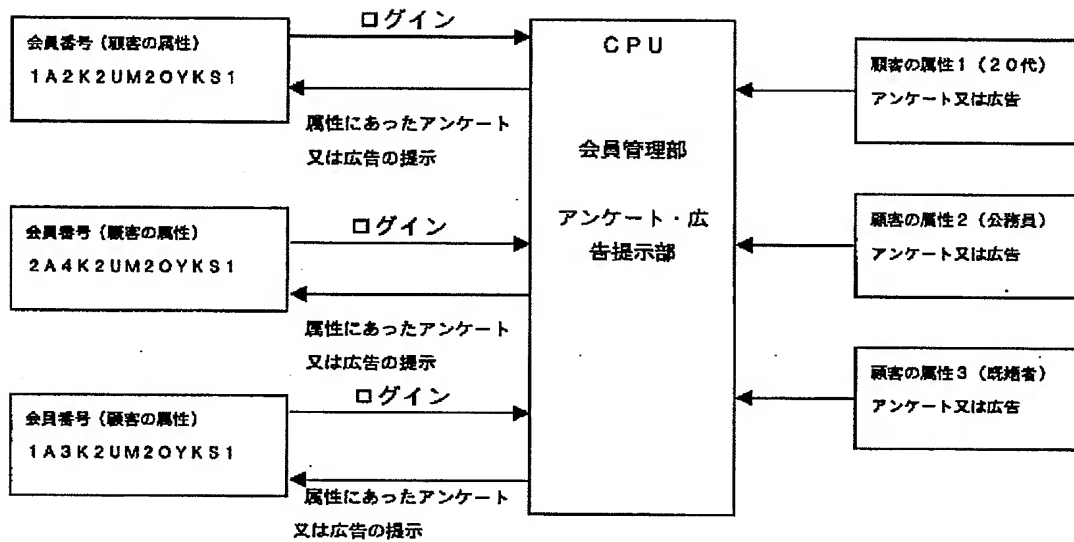 会員番号(顧客の属性)
1A2K2UM2OYKS1
ログイン
属性にあったアンケート
又は広告の提示
会員番号(顧客の属性)
2A4K2UM2OYKS1
ログイン
属性にあったアンケート
又は広告の提示
会員番号(顧客の属性)
1A3K2UM2OYKS1
ログイン
属性にあったアンケート
又は広告の提示
CPU
会員管理部
アンケート・広
告提示部
顧客の属性1(20代)
アンケート又は広告
顧客の属性2(公務員)
アンケート又は広告
顧客の属性3(既婚者)
アンケート又は広告